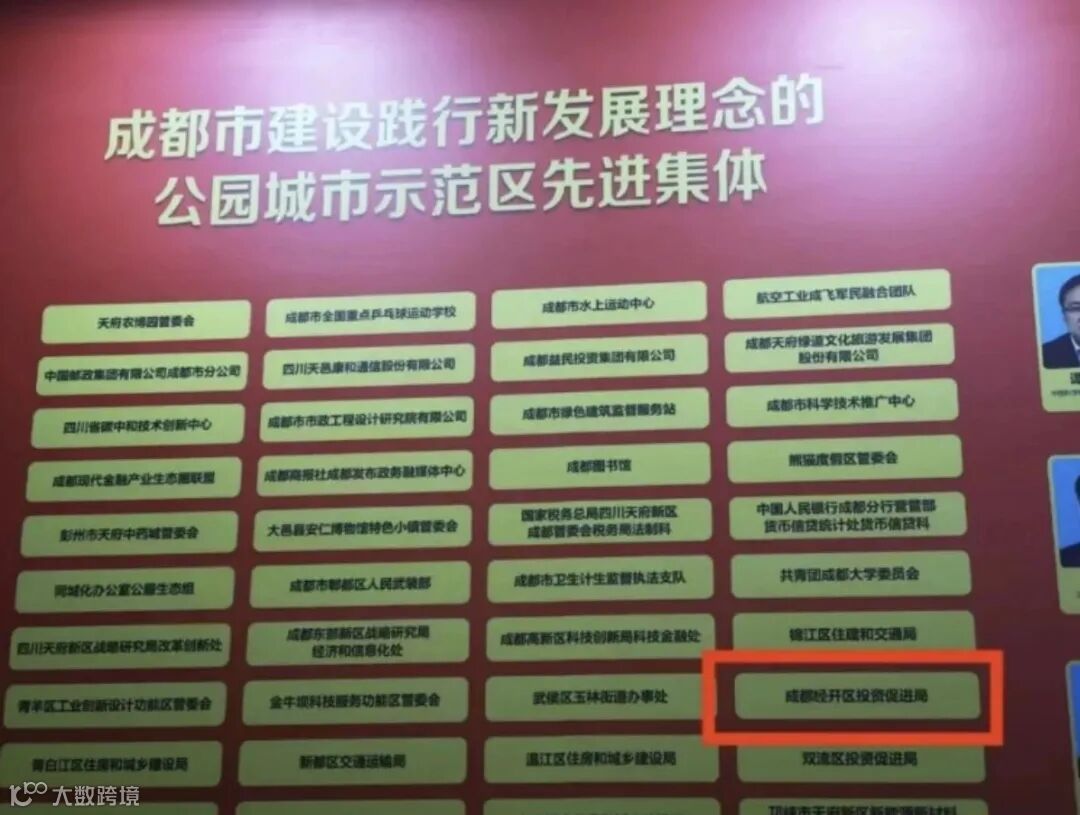 成都市建设践行新发展理念的
公园城市示范区先进集体
天府农博园管委会
成都市全国重点乒乓球运动学校
成都市水上运动中心
航空工业成飞军民融合团队
中国邮政集团有限公司成都市分公司
四川天邑康和通信股份有限公司
成都益民投资集团有限公司
成都天府绿道文化旅游发展集团
股份有限公司
四川省碳中和技术创新中心
成都市市政工程设计研究院有限公司
成都市绿色建筑监督服务站
成都市科学技术推广中心
成都现代金融产业生态圈联盟
成都商报社成都发布政务融媒体中心
成都图书馆
熊猫度假区管委会
彭州市天府中药城管委会
大邑县安仁博物馆特色小镇管委会
国家税务总局四川天府新区
成都管委会税务局法制科
中国人民银行成都分行营管部
货币信贷统计处货币信贷科
同城化办公室公服生态组
成都市郫都区人民武装部
成都市卫生计生监督执法支队
共青团成都大学委员会
四川天府新区战略研究局改革创新处
成都东部新区战略研究局
经济和信息化处
成都高新区科技创新局科技金融处
锦江区住建和交通局
青羊区工业创新设计功能区管委会
金牛坝科技服务功能区管委会
武侯区玉林街道办事处
成都经开区投资促进局
青白江区住房和城乡建设局
新都区交通运输局
温江区住房和城乡建设局
双流区投资促进局
大数跨境